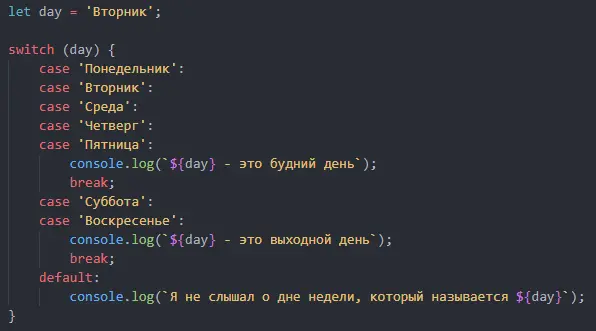 let day = 'Вторник';
switch (day) {
case 'Понедельник':
case 'Вторник':
case 'Среда':
case 'Четверг':
case 'Пятница':
console.log(`${day} - это будний день`);
break;
case 'Суббота':
case 'Воскресенье':
console.log(`${day} - это выходной день`);
break;
default:
console.log(`Я не слышал о дне недели, который называется ${day}`);
}